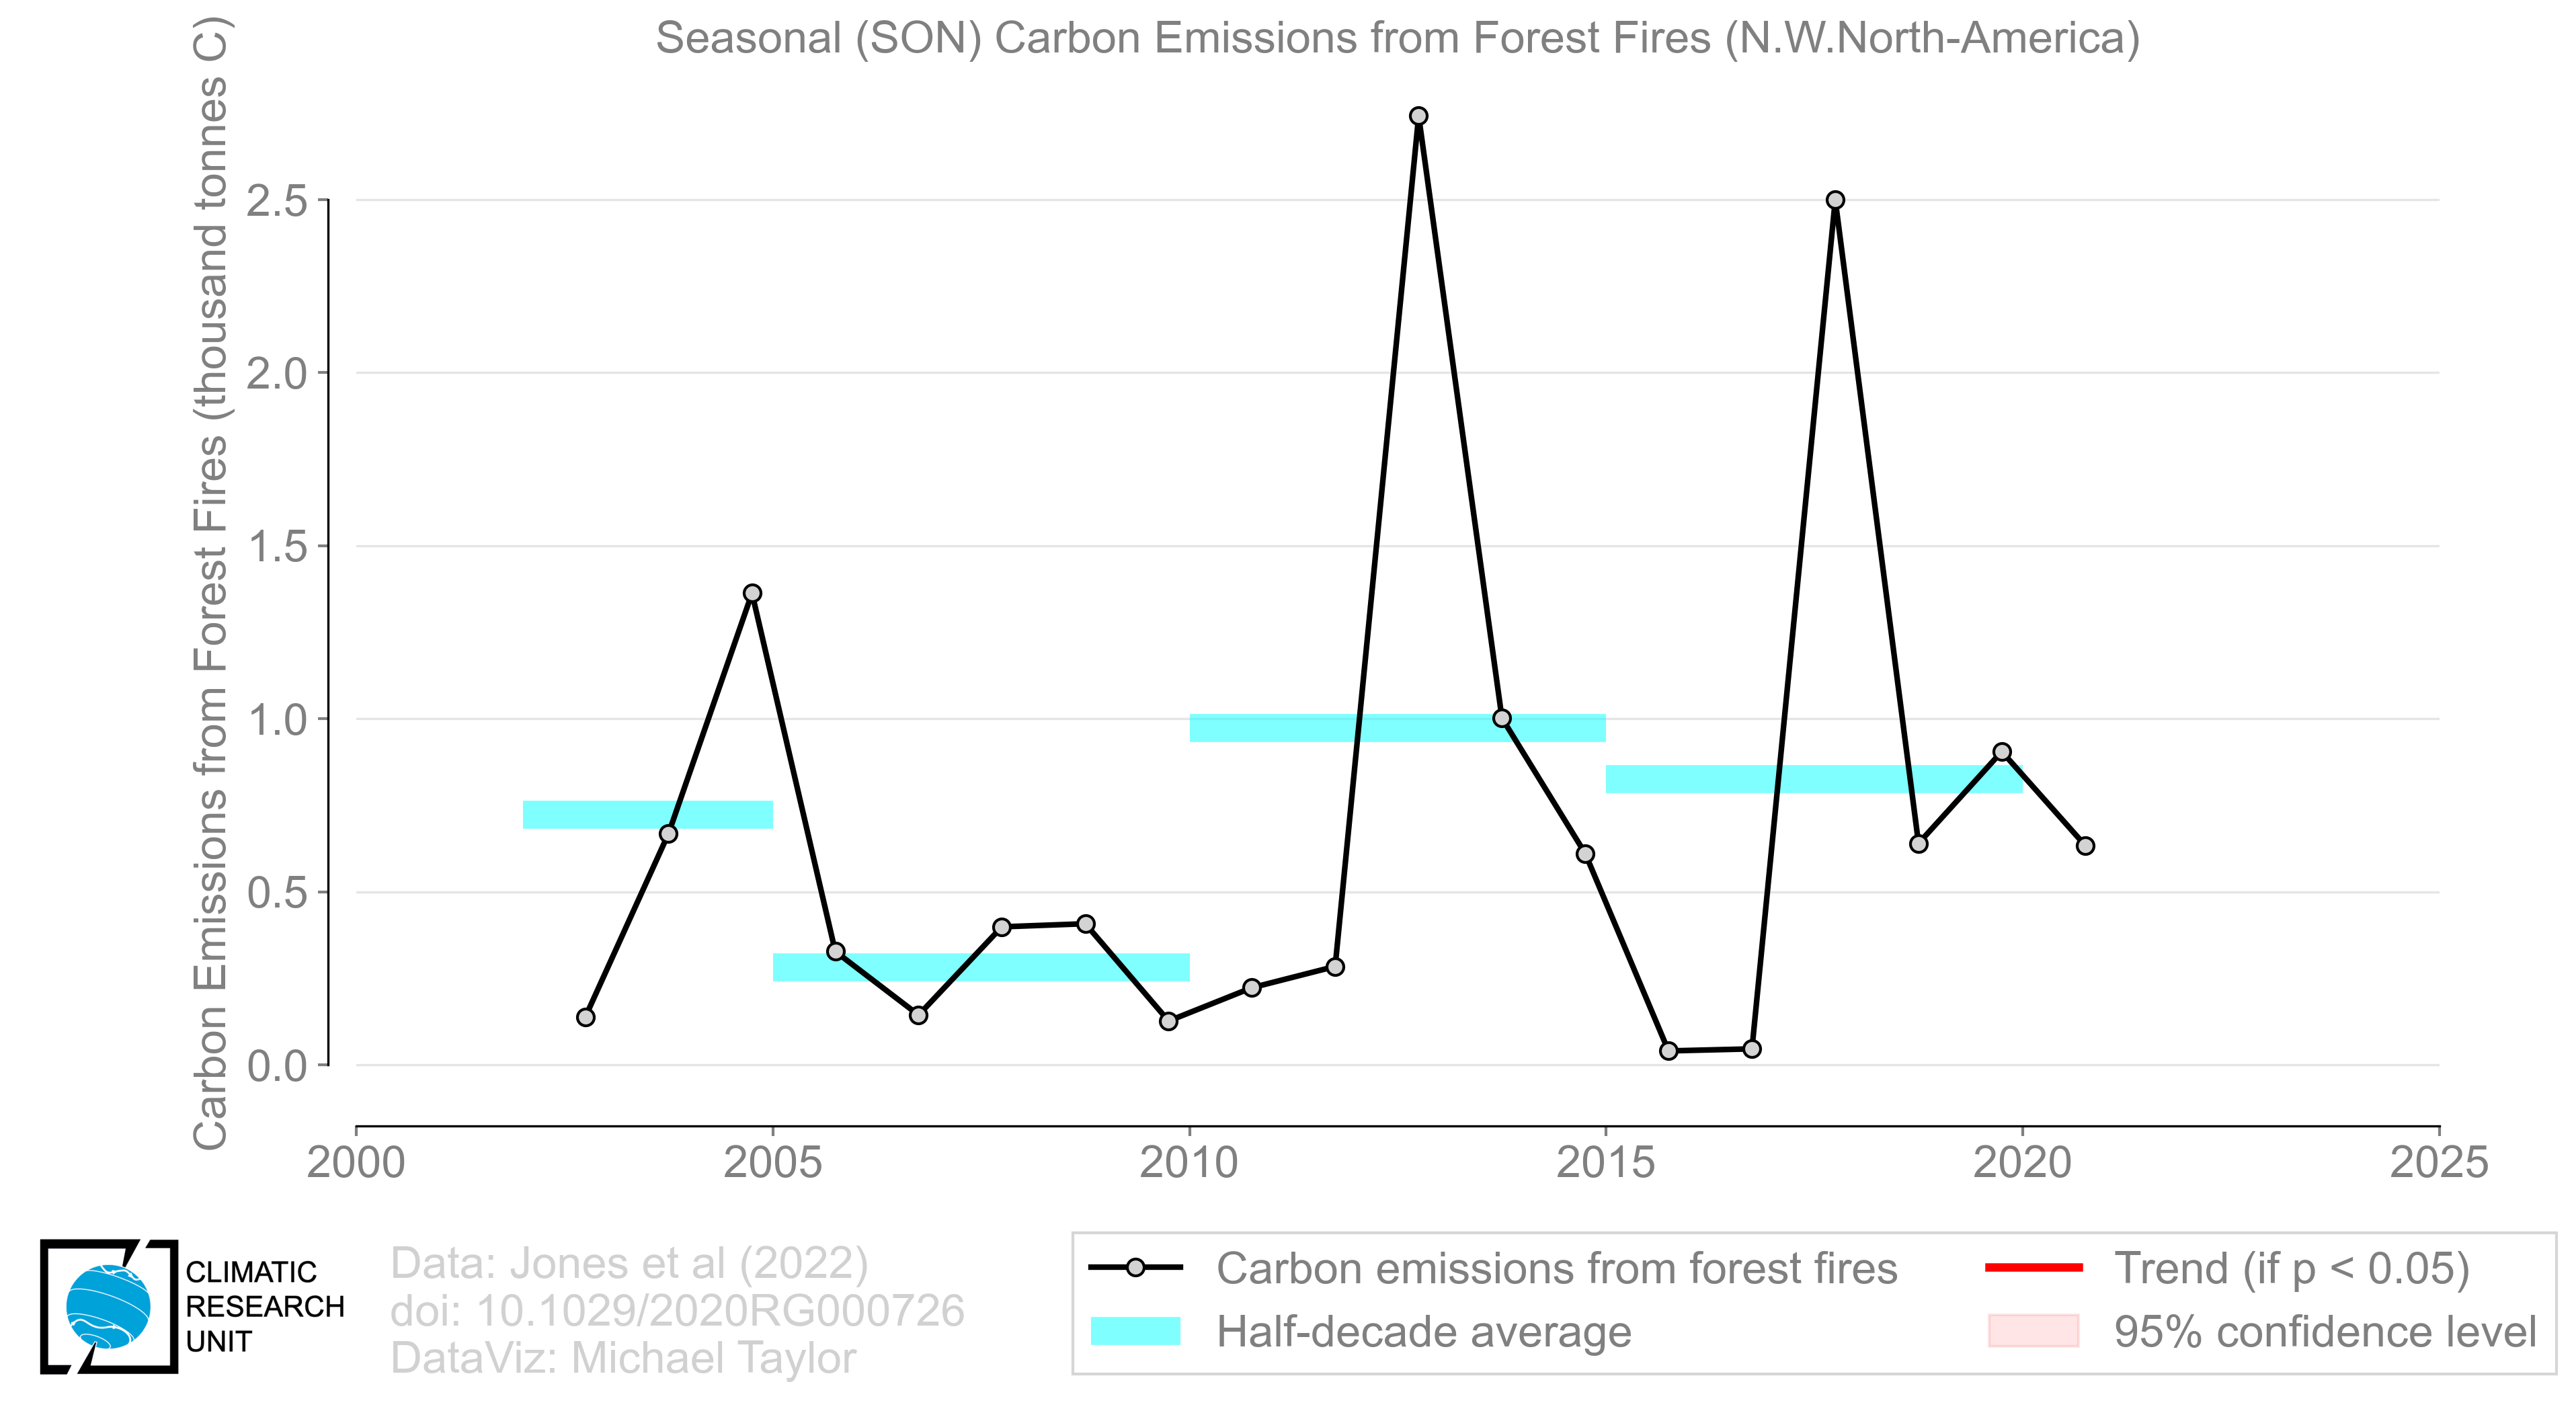 Seasonal (SON) Carbon Emissions from Forest Fires (N.W.North-America)
Carbon Emissions from Forest Fires (thousand tonnes C)
2.5
2.0
1.5
1.0
0.5
0.0
2000 2005 2010 2015 2020 2025
CLIMATIC
RESEARCH
UNIT
Data: Jones et al (2022)
doi: 10.1029/2020RG000726
DataViz: Michael Taylor
Carbon emissions from forest fires
Half-decade average
Trend (if p < 0.05)
95% confidence level